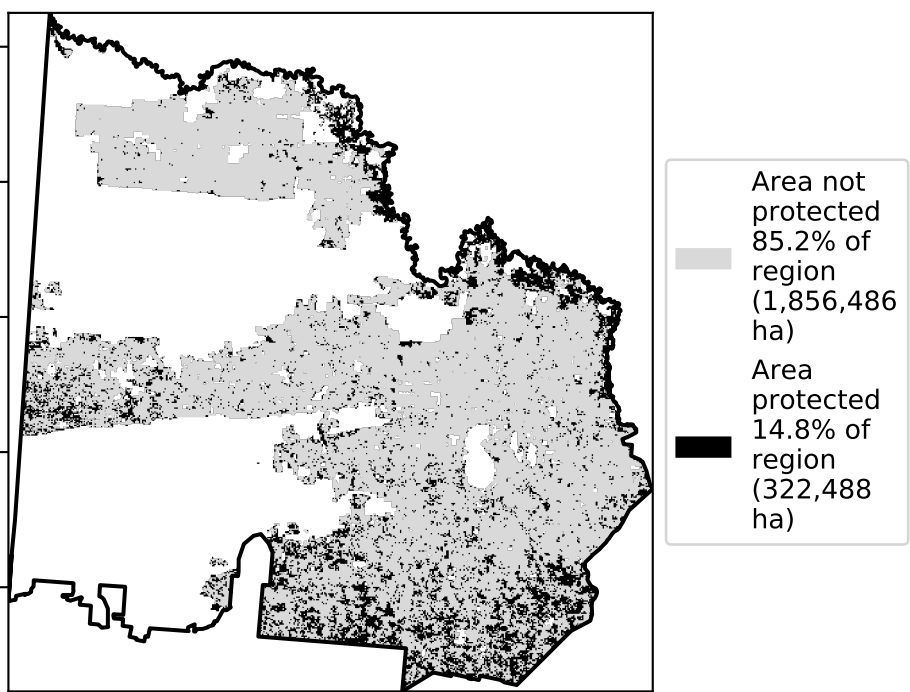 Area not
protected
85.2% of
region
(1,856,486
ha)
Area
protected
14.8% of
region
(322,488
ha)